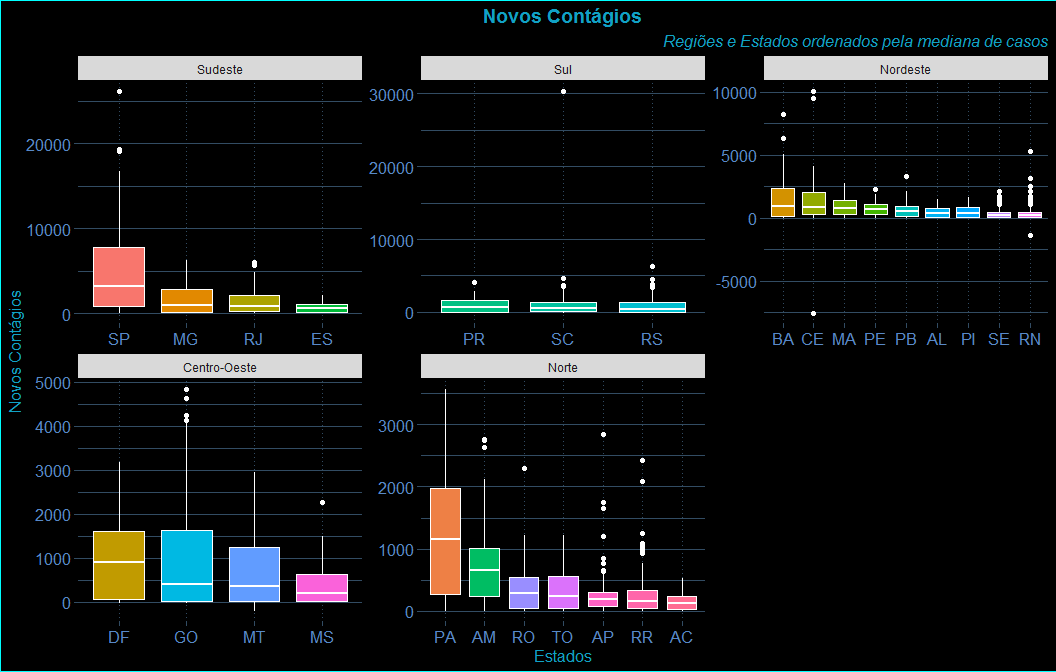 Novos Contágios
Regiões e Estados ordenados pela mediana de casos
Sudeste
Sul
Nordeste
20000
10000
0
SP MG RJ ES
30000
20000
10000
0
PR SC RS
10000
5000
0
-5000
BA CE MA PE PB AL PI SE RN
Novos Contágios
Centro-Oeste
Norte
5000
4000
3000
2000
1000
0
DF GO MT MS
3000
2000
1000
0
PA AM RO TO AP RR AC
Estados